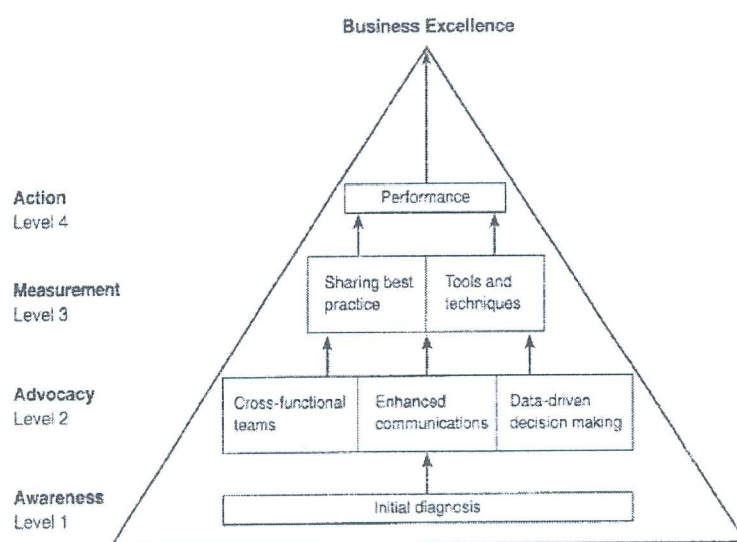 Business Excellence
Action
Level 4
Performance
Measurement
Level 3
Sharing best
practice
Tools and
techniques
Advocacy
Level 2
Cross-functional
teams
Enhanced
communications
Data-driven
decision making
Awareness
Level 1
Initial diagnosis